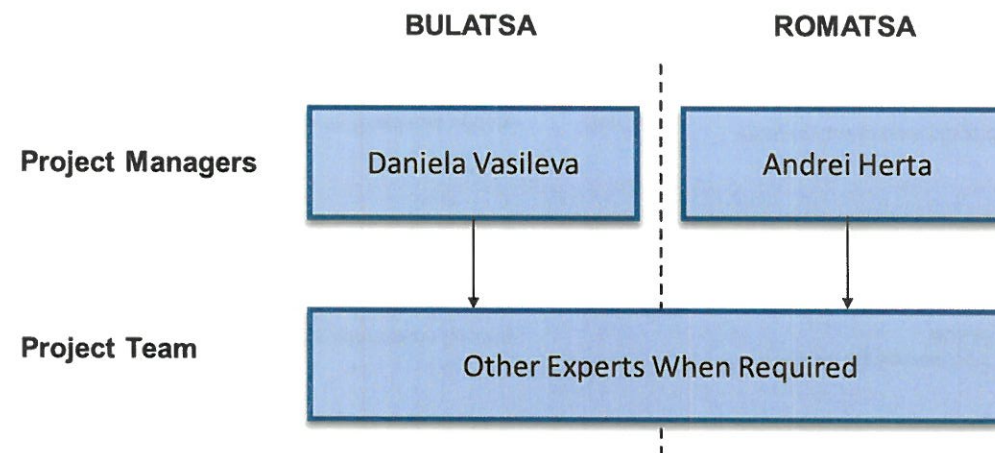 BULATSA ROMATSA
Project Managers Daniela Vasileva Andrei Herta
Project Team Other Experts When Required